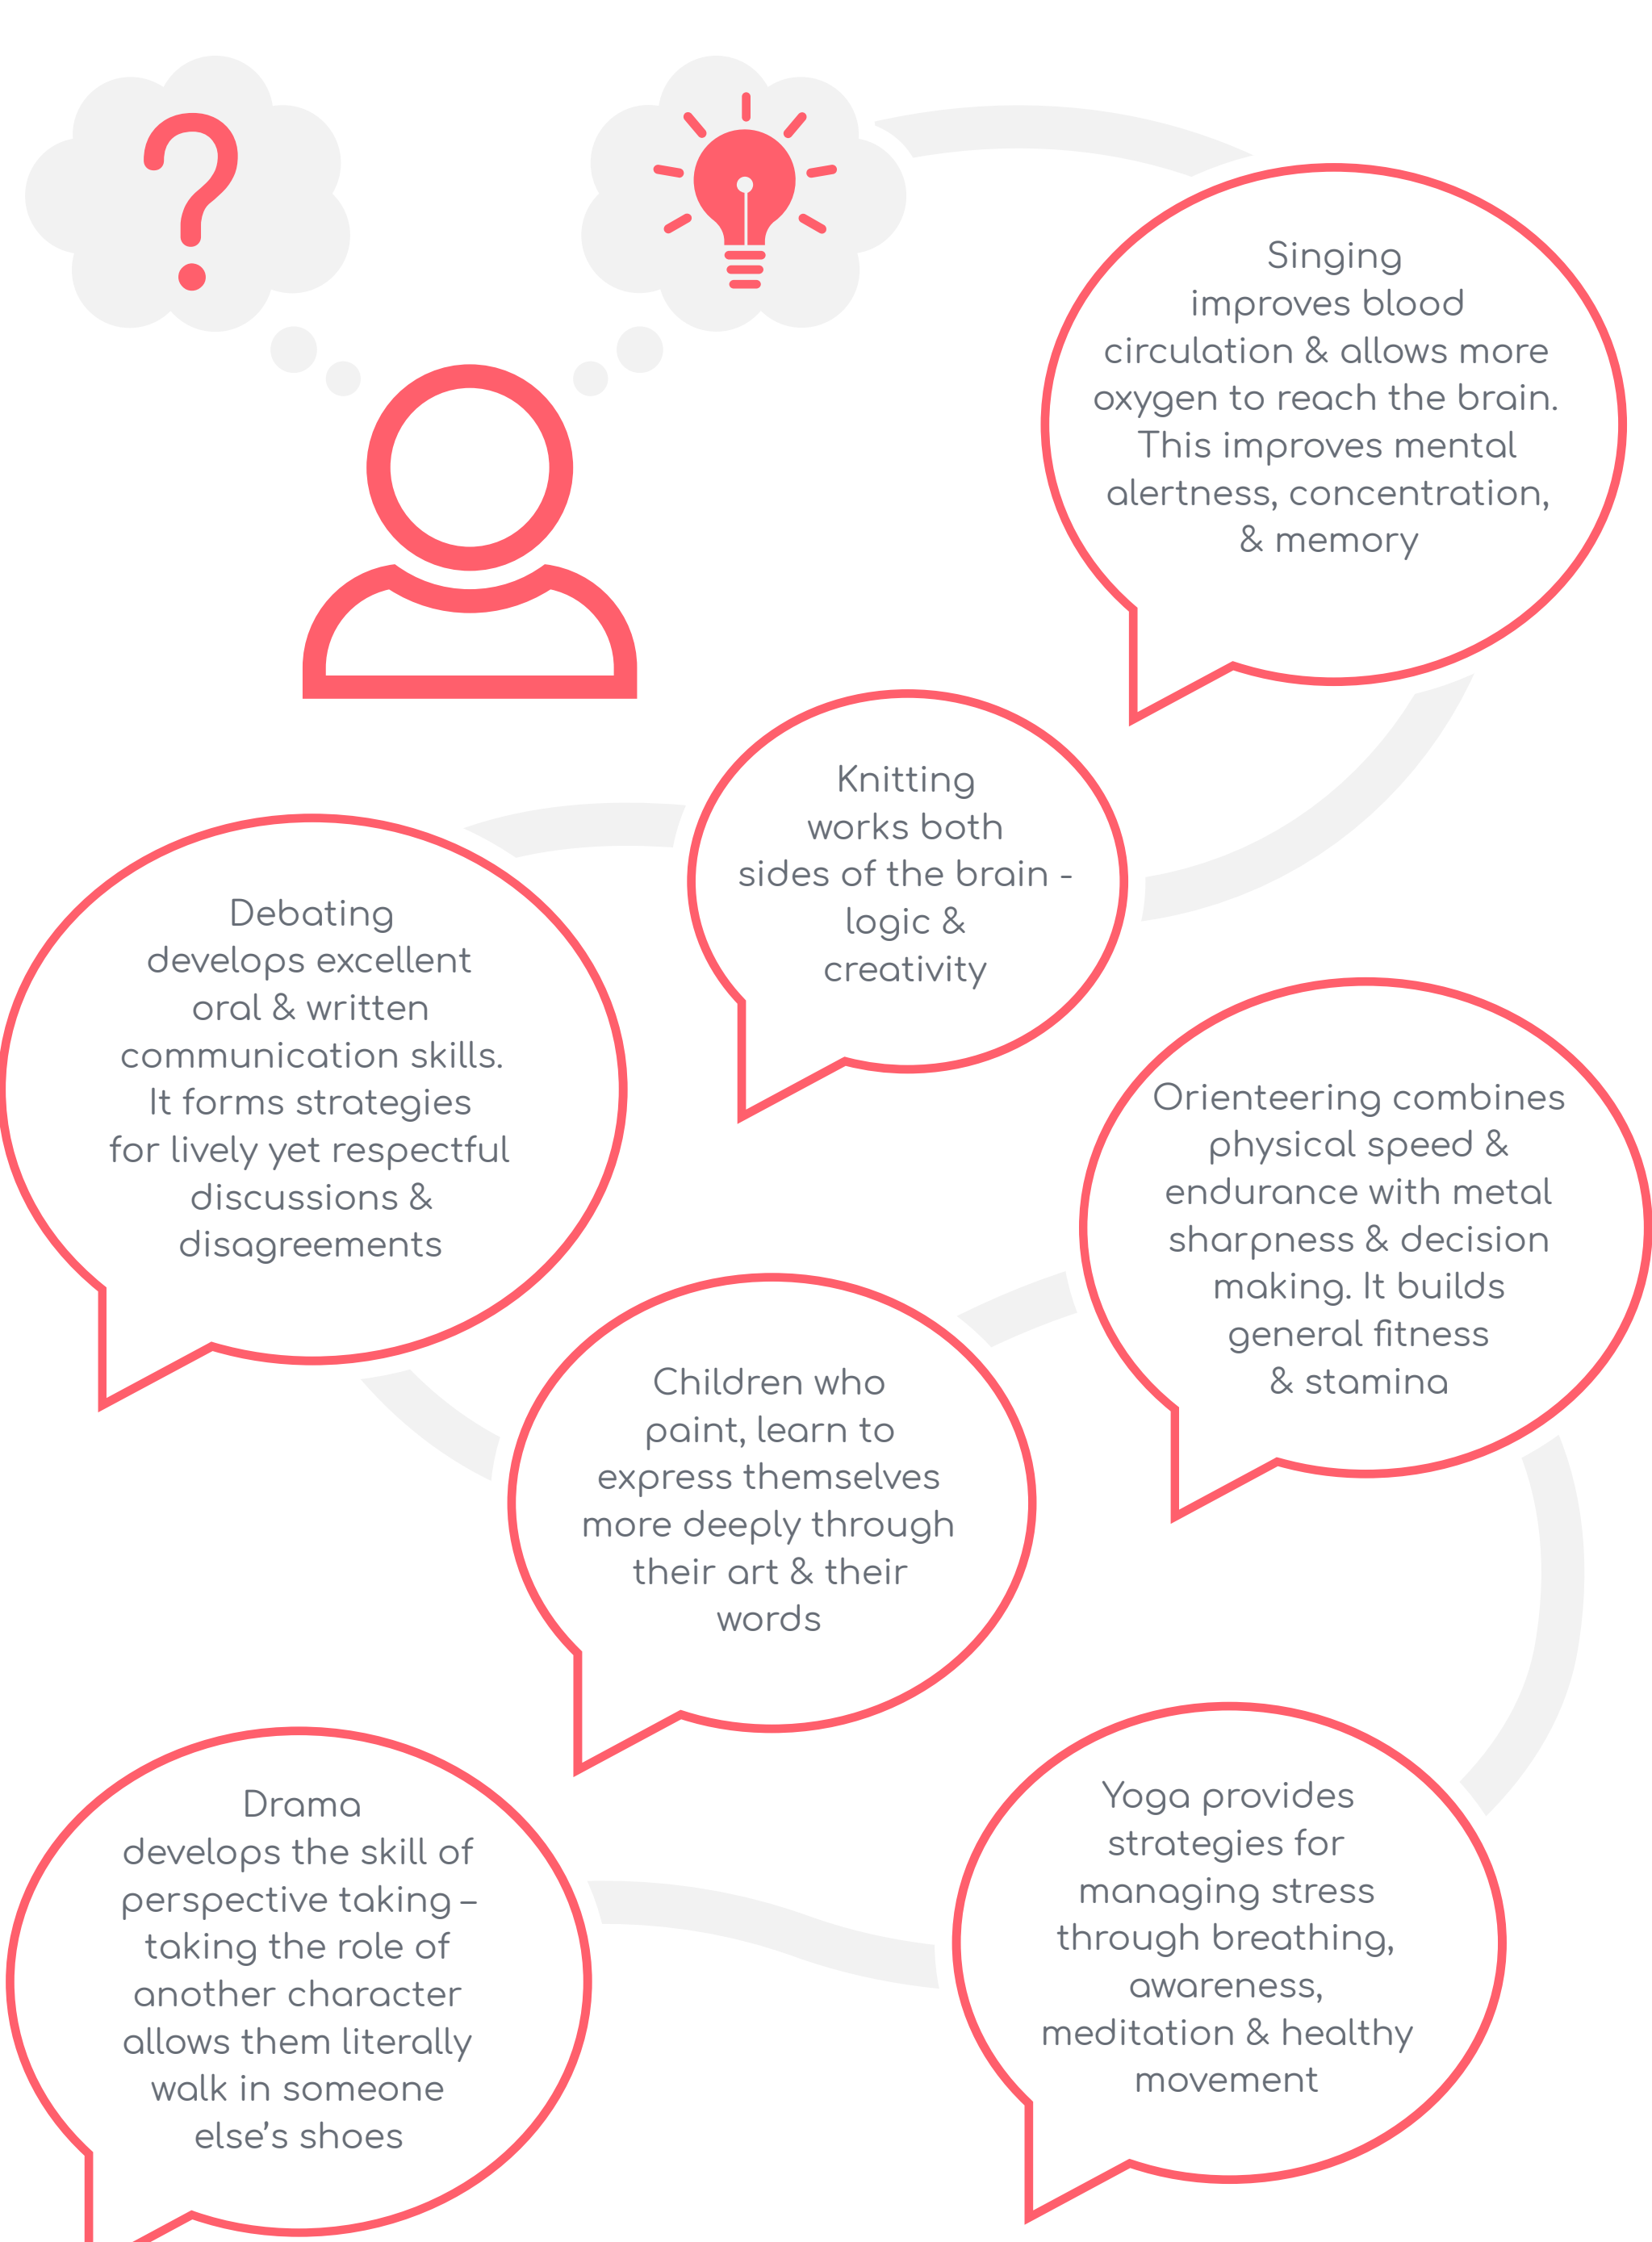 ?
Singing
improves blood
circulation & allows more
oxygen to reach the brain.
This improves mental
alertness, concentration,
& memory
Knitting
works both
sides of the brain -
logic &
creativity
Debating
develops excellent
oral & written
communication skills.
It forms strategies
for lively yet respectful
discussions &
disagreements
Orienteering combines
physical speed &
endurance with metal
sharpness & decision
making. It builds
general fitness
& stamina
Children who
paint, learn to
express themselves
more deeply through
their art & their
words
Yoga provides
strategies for
managing stress
through breathing,
awareness,
meditation & healthy
movement
Drama
develops the skill of
perspective taking –
taking the role of
another character
allows them literally
walk in someone
else’s shoes